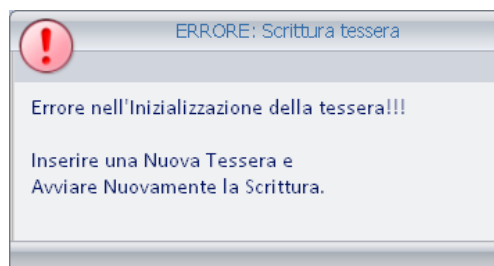 ERRORE: Scrittura tessera
Errore nell'Inizializzazione della tessera!!!
Inserire una Nuova Tessera e
Avviare Nuovamente la Scrittura.